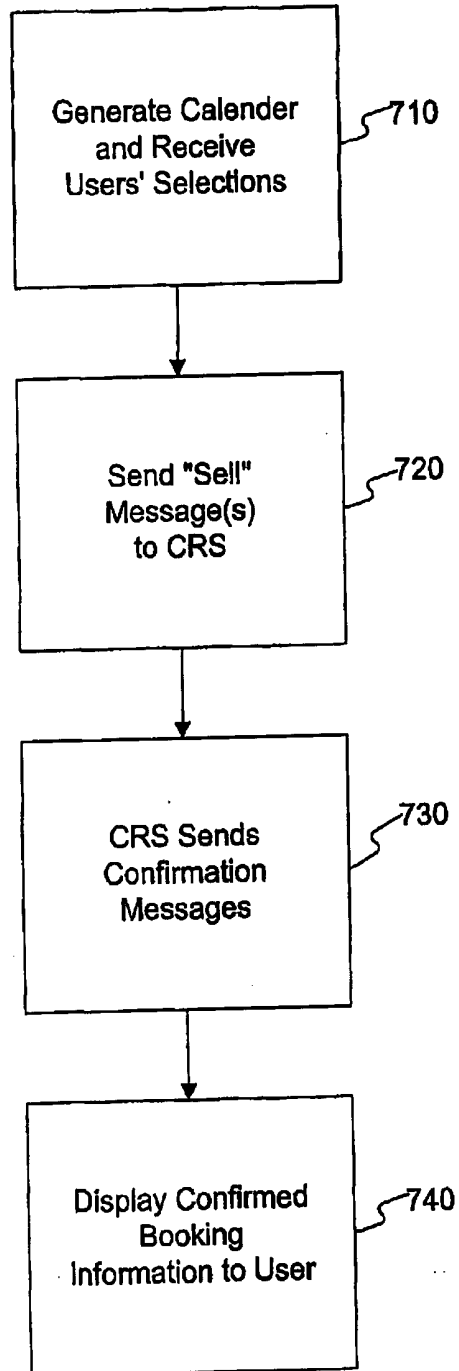 Generate Calender
and Receive
Users' Selections
710
Send "Sell"
Message(s)
to CRS
720
CRS Sends
Confirmation
Messages
730
Display Confirmed
Booking
Information to User
740